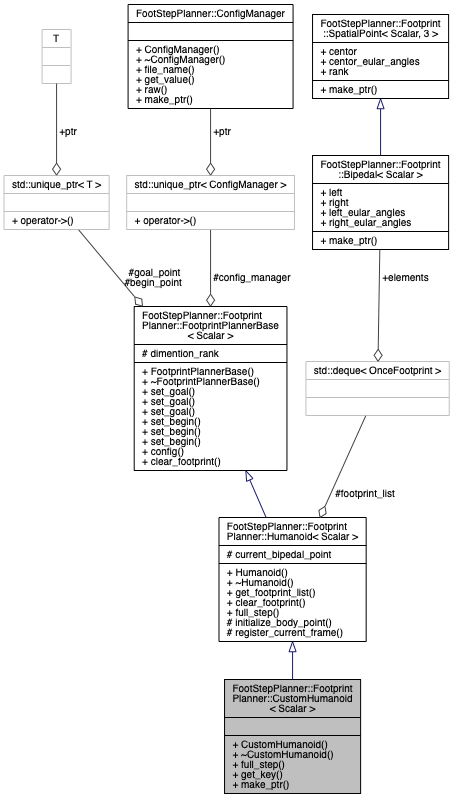 FootStepPlanner::ConfigManager
+ ConfigManager()
+ ~ConfigManager()
+ file_name()
+ get_value()
+ raw()
+ make_ptr()
FootStepPlanner::Footprint
::SpatialPoint< Scalar, 3 >
+ centor
+ centor_eular_angles
+ rank
+ make_ptr()
T
+ptr
+ptr
FootStepPlanner::Footprint
::Bipedal< Scalar >
+ left
+ right
+ left_eular_angles
+ right_eular_angles
+ make_ptr()
std::unique_ptr< T >
+ operator->()
std::unique_ptr< ConfigManager >
+ operator->()
#goal_point
#begin_point
#config_manager
+elements
FootStepPlanner::Footprint
Planner::FootprintPlannerBase
< Scalar >
# dimention_rank
+ FootprintPlannerBase()
+ ~FootprintPlannerBase()
+ set_goal()
+ set_goal()
+ set_goal()
+ set_begin()
+ set_begin()
+ set_begin()
+ config()
+ clear_footprint()
std::deque< OnceFootprint >
#footprint_list
FootStepPlanner::Footprint
Planner::Humanoid< Scalar >
# current_bipedal_point
+ Humanoid()
+ ~Humanoid()
+ get_footprint_list()
+ clear_footprint()
+ full_step()
# initialize_body_point()
# register_current_frame()
FootStepPlanner::Footprint
Planner::CustomHumanoid
< Scalar >
+ CustomHumanoid()
+ ~CustomHumanoid()
+ full_step()
+ get_key()
+ make_ptr()